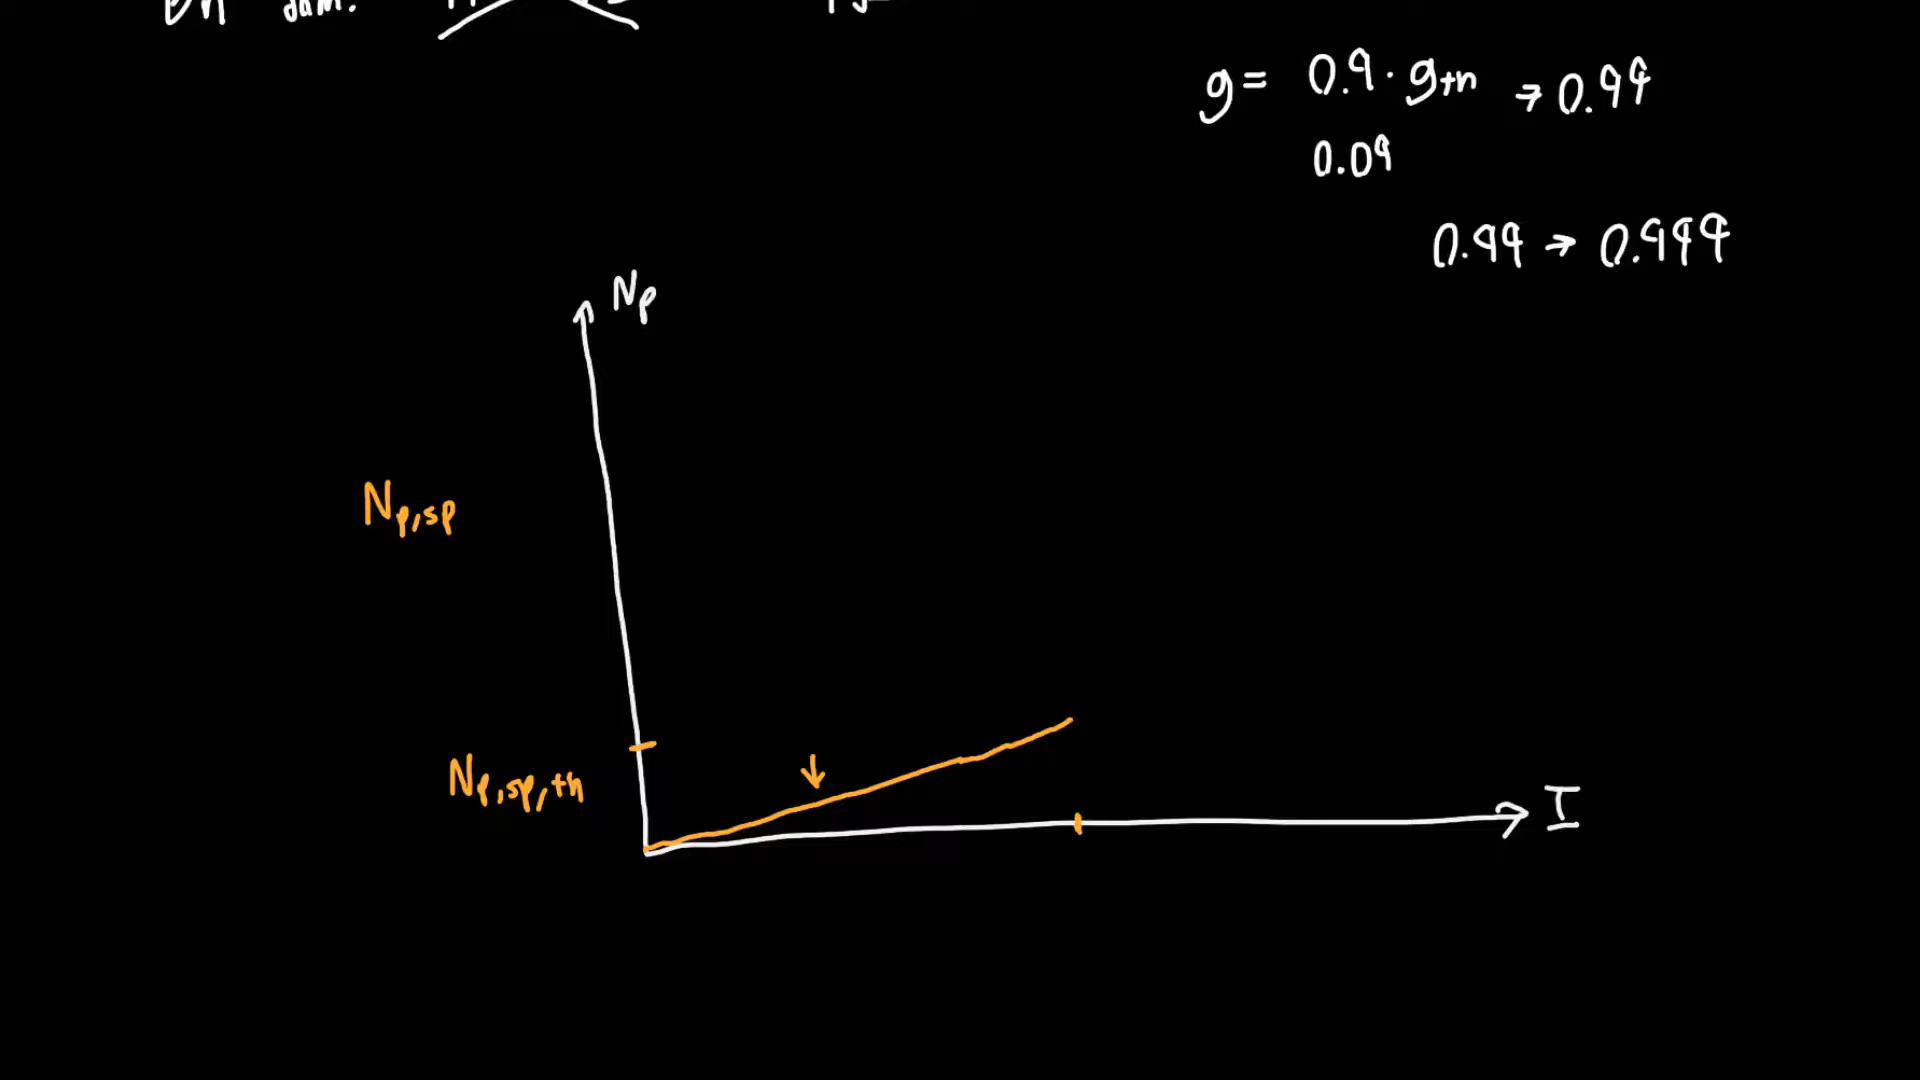 g = 0.9 · gth → 0.99
0.09
0.99 → 0.999
Np
Np,sp
Np,sp,th
I